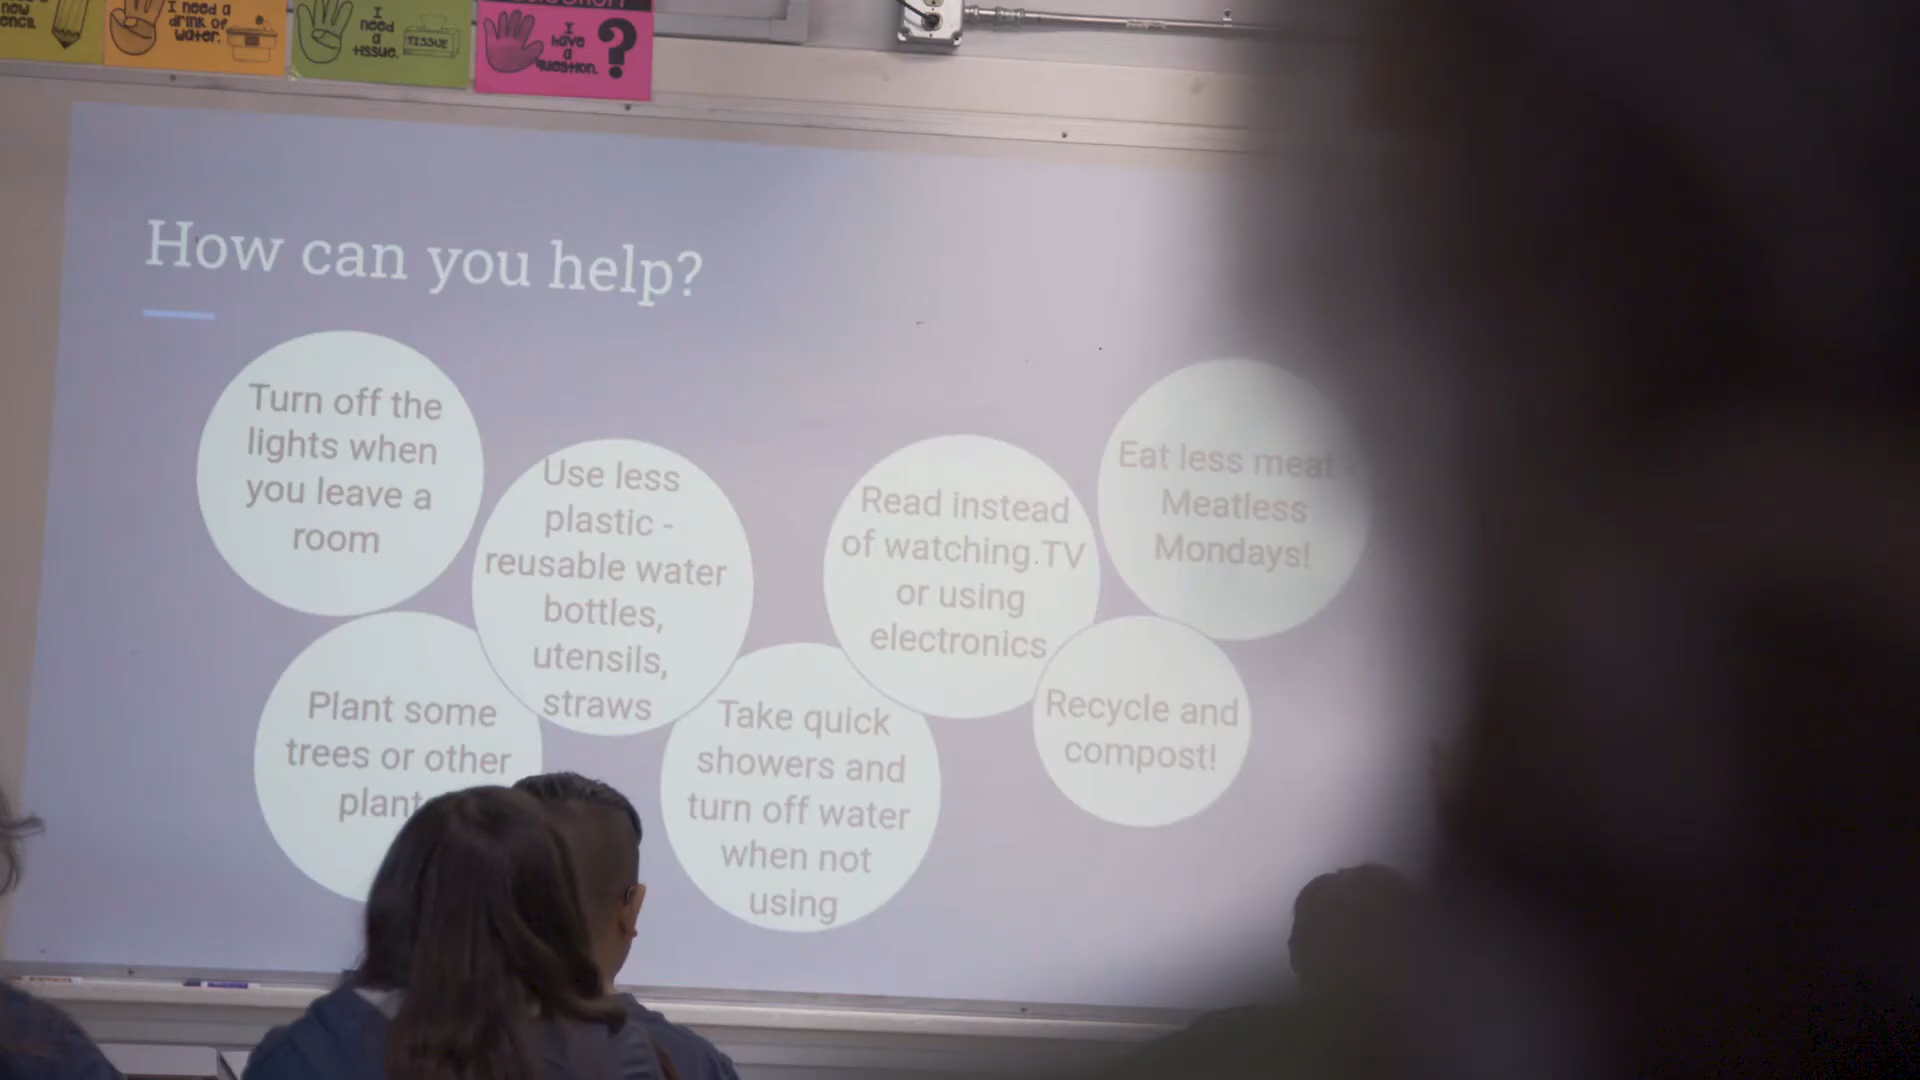 new
I need a
drink of
water.
I
need
a
tissue.
TISSUE
I
have
a
question.
?
How can you help?
Turn off the
lights when
you leave a
room
Use less
plastic -
reusable water
bottles,
utensils,
straws
Read instead
of watching TV
or using
electronics
Eat less meat -
Meatless
Mondays!
Plant some
trees or other
Take quick
showers and
turn off water
when not
using
Recycle and
compost!